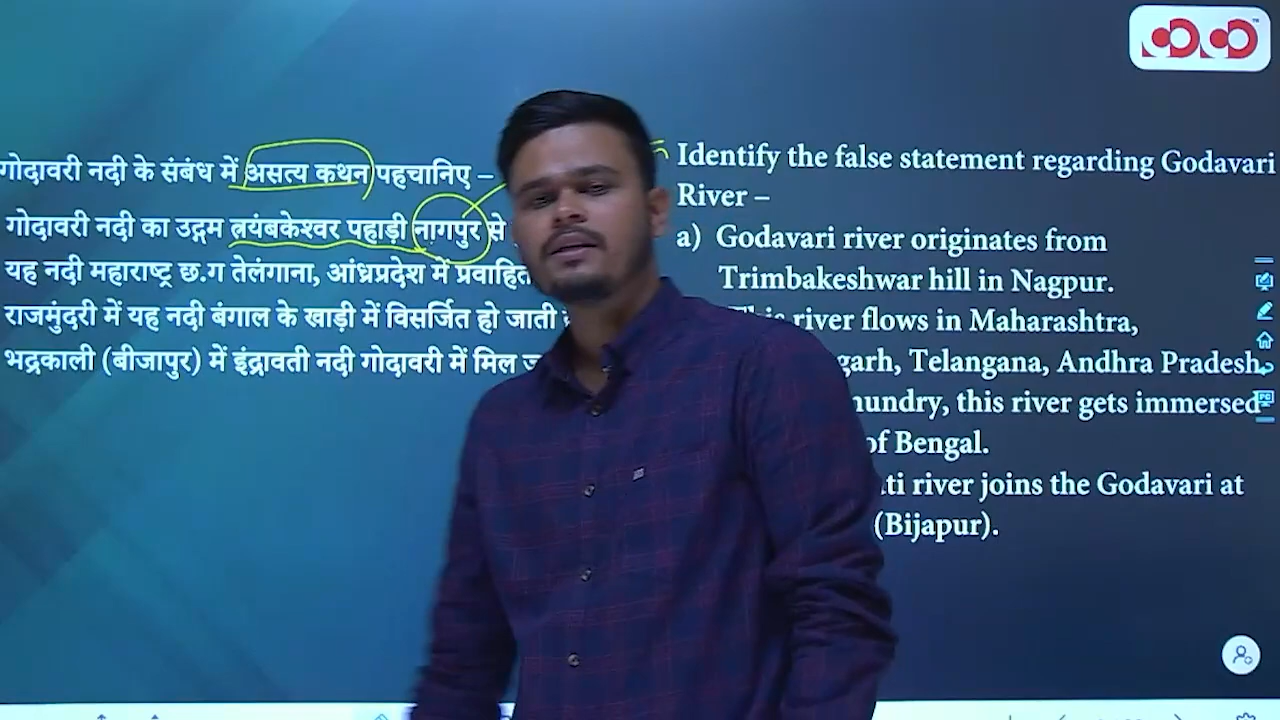 गोदावरी नदी के संबंध में असत्य कथन पहचानिए –
गोदावरी नदी का उद्गम त्रयंबकेश्वर पहाड़ी नागपुर से
यह नदी महाराष्ट्र छ.ग तेलंगाना, आंध्रप्रदेश में प्रवाहित
राजमुंदरी में यह नदी बंगाल के खाड़ी में विसर्जित हो जाती
भद्रकाली (बीजापुर) में इंद्रावती नदी गोदावरी में मिल
Identify the false statement regarding Godavari
River –
a) Godavari river originates from
Trimbakeshwar hill in Nagpur.
This river flows in Maharashtra,
garh, Telangana, Andhra Pradesh.
mundry, this river gets immersed
of Bengal.
ti river joins the Godavari at
(Bijapur).
PC